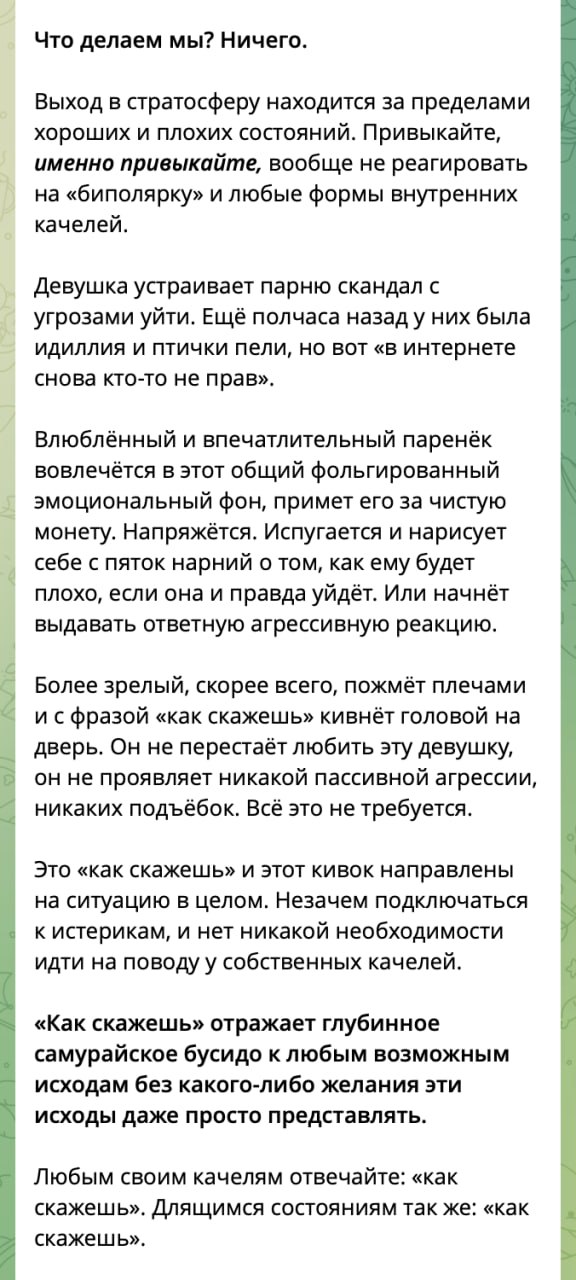 Что делаем мы? Ничего.
Выход в стратосферу находится за пределами
хороших и плохих состояний. Привыкайте,
именно привыкайте, вообще не реагировать
на «биполярку» и любые формы внутренних
качелей.
Девушка устраивает парню скандал с
угрозами уйти. Ещё полчаса назад у них была
идиллия и птички пели, но вот «в интернете
снова кто-то не прав».
Влюблённый и впечатлительный паренёк
вовлечётся в этот общий фольгированный
эмоциональный фон, примет его за чистую
монету. Напряжётся. Испугается и нарисует
себе с пяток нарний о том, как ему будет
плохо, если она и правда уйдёт. Или начнёт
выдавать ответную агрессивную реакцию.
Более зрелый, скорее всего, пожмёт плечами
и с фразой «как скажешь» кивнёт головой на
дверь. Он не перестаёт любить эту девушку,
он не проявляет никакой пассивной агрессии,
никаких подъёбок. Всё это не требуется.
Это «как скажешь» и этот кивок направлены
на ситуацию в целом. Незачем подключаться
к истерикам, и нет никакой необходимости
идти на поводу у собственных качелей.
«Как скажешь» отражает глубинное
самурайское бусидо к любым возможным
исходам без какого-либо желания эти
исходы даже просто представлять.
Любым своим качелям отвечайте: «как
скажешь». Длящимся состояниям так же: «как
скажешь».